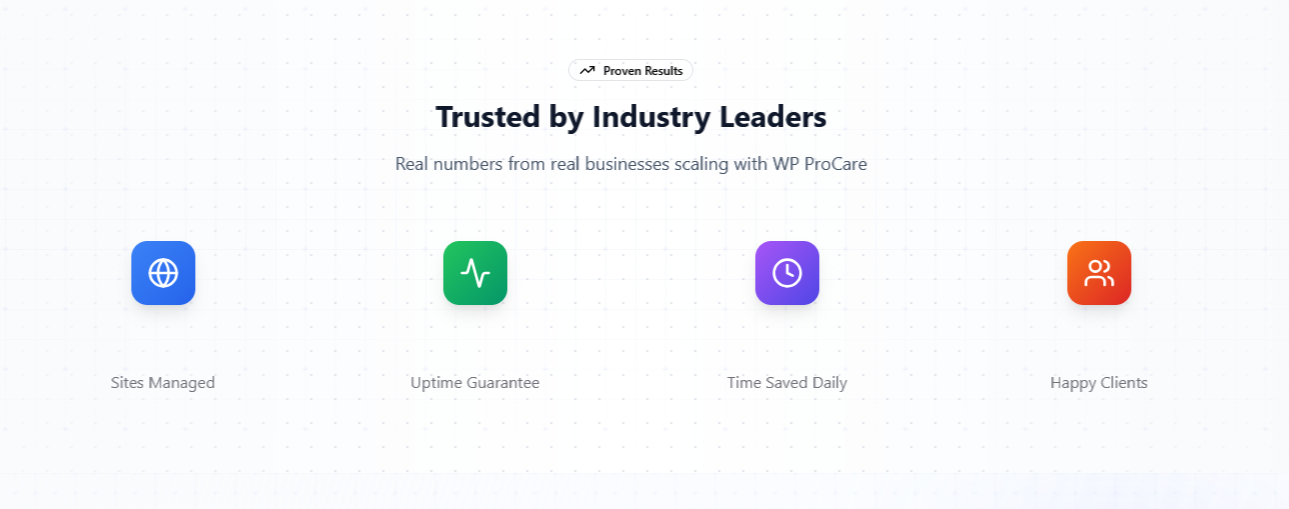 Proven Results
Trusted by Industry Leaders
Real numbers from real businesses scaling with WP ProCare
Sites Managed
Uptime Guarantee
Time Saved Daily
Happy Clients